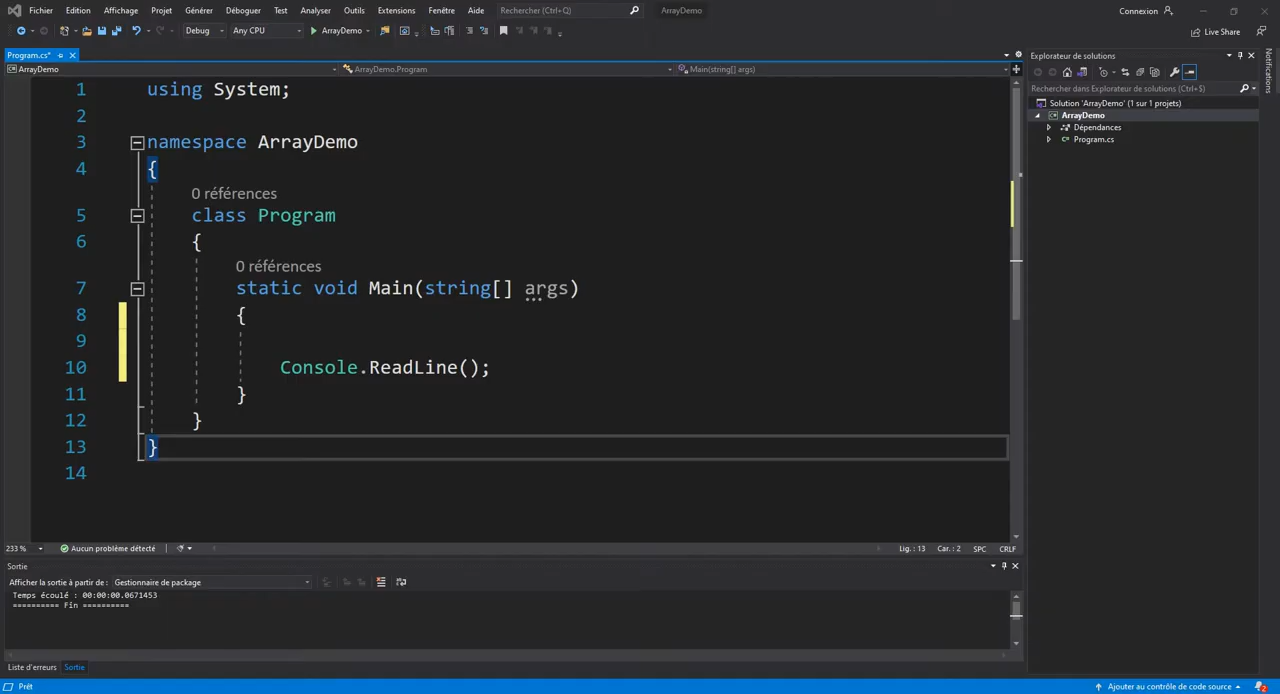 Fichier Edition Affichage Projet Générer Déboguer Test Analyser Outils Extensions Fenêtre Aide Rechercher (Ctrl+Q) ArrayDemo Connexion
Debug Any CPU ArrayDemo Live Share
Program.cs*
ArrayDemo ArrayDemo.Program Main(string[] args)
1 using System;
2
3 namespace ArrayDemo
4 {
0 références
5 class Program
6 {
0 références
7 static void Main(string[] args)
8 {
9
10 Console.ReadLine();
11 }
12 }
13 }
14
233 % Aucun problème détecté Lig. : 13 Car. : 2 SPC CRLF
Sortie
Afficher la sortie à partir de : Gestionnaire de package
Temps écoulé : 00:00:00.0671453
========== Fin ==========
Liste d'erreurs Sortie
Explorateur de solutions
Rechercher dans Explorateur de solutions (Ctrl+$)
Solution 'ArrayDemo' (1 sur 1 projets)
ArrayDemo
Dépendances
C# Program.cs
Notifications
Prêt Ajouter au contrôle de code source 2